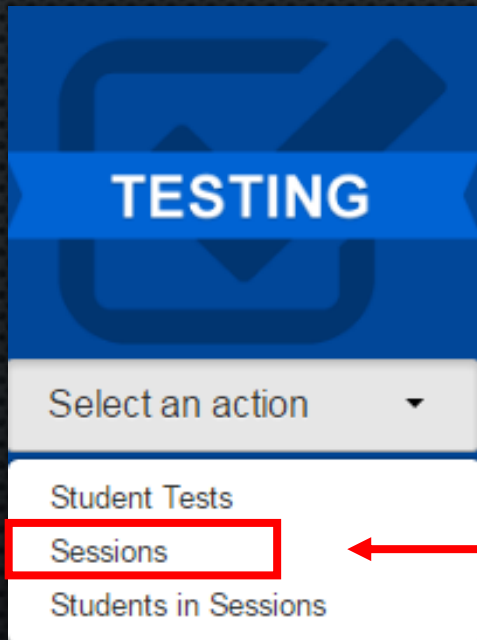 TESTING
Select an action
Student Tests
Sessions
Students in Sessions